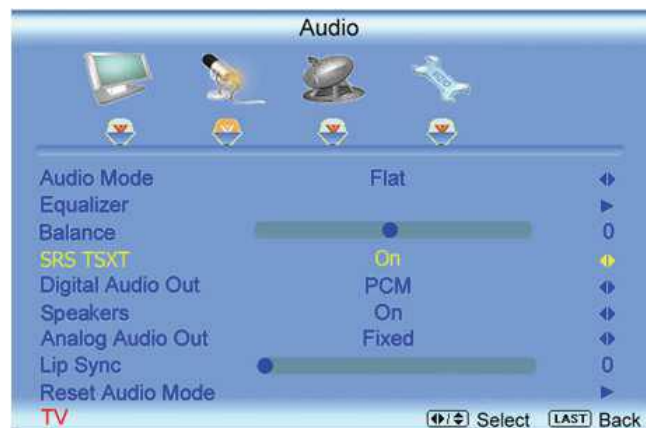 Audio
Audio Mode Flat
Equalizer
Balance 0
SRS TSXT On
Digital Audio Out PCM
Speakers On
Analog Audio Out Fixed
Lip Sync 0
Reset Audio Mode
TV Select LAST Back